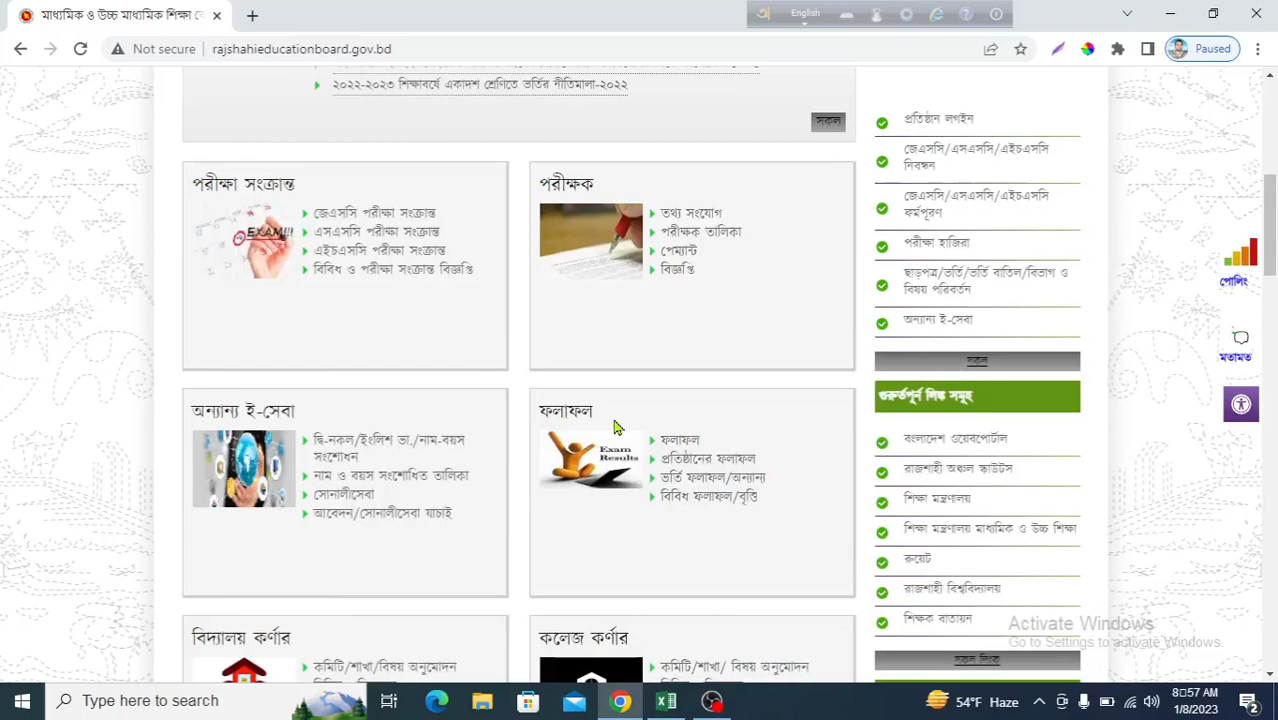 মাধ্যমিক ও উচ্চ মাধ্যমিক শিক্ষা বো
English
Not secure
rajshahieducationboard.gov.bd
Paused
২০২২-২০২৩ শিক্ষাবর্ষে একাদশ শ্রেণিতে ভর্তির নীতিমালা-২০২২
সকল
পরীক্ষা সংক্রান্ত
EXAM!!!
জেএসসি পরীক্ষা সংক্রান্ত
এসএসসি পরীক্ষা সংক্রান্ত
এইচএসসি পরীক্ষা সংক্রান্ত
বিবিধ ও পরীক্ষা সংক্রান্ত বিজ্ঞপ্তি
পরীক্ষক
তথ্য সংযোগ
পরীক্ষক তালিকা
পেম্যান্ট
বিজ্ঞপ্তি
অন্যান্য ই-সেবা
দ্বি-নকল/ইংলিশ ভা./নাম-বয়স
সংশোধন
নাম ও বয়স সংশোধিত তালিকা
সোনালীসেবা
আবেদন/সোনালীসেবা যাচাই
ফলাফল
Exam
Results
ফলাফল
প্রতিষ্ঠানের ফলাফল
ভর্তি ফলাফল/অন্যান্য
বিবিধ ফলাফল/বৃত্তি
বিদ্যালয় কর্ণার
কমিটি/শাখা/বিষয় অনুমোদন
কলেজ কর্ণার
কমিটি/শাখা/ বিষয় অনুমোদন
প্রতিষ্ঠান লগইন
জেএসসি/এসএসসি/এইচএসসি
নিবন্ধন
জেএসসি/এসএসসি/এইচএসসি
ফর্মপূরণ
পরীক্ষা হাজিরা
ছাড়পত্র/ভর্তি/ভর্তি বাতিল/বিভাগ ও
বিষয় পরিবর্তন
অন্যান্য ই-সেবা
সকল
গুরুর্তপূর্ন লিঙ্ক সমূহ
বংলাদেশ ওয়েবপোর্টাল
রাজশাহী অঞ্চল স্কাউটস
শিক্ষা মন্ত্রণালয়
শিক্ষা মন্ত্রণালয় মাধ্যমিক ও উচ্চ শিক্ষা
রুয়েট
রাজশাহী বিশ্ববিদ্যালয়
শিক্ষক বাতায়ন
সকল লিংক
পোলিং
মতামত
Activate Windows
Go to Settings to activate Windows.
Type here to search
54°F Haze
8:57 AM
1/8/2023
2